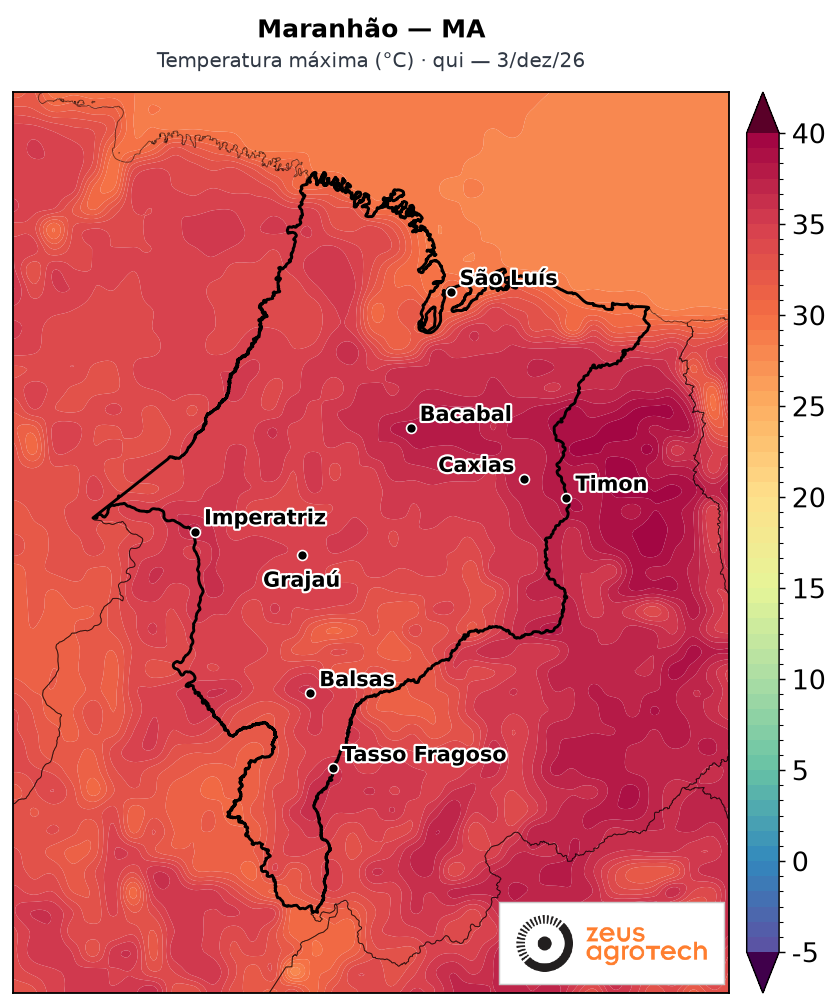 Maranhão — MA
Temperatura máxima (°C) · qui — 3/dez/26
40
35
30
25
20
15
10
5
0
-5
São Luís
Bacabal
Caxias
Timon
Imperatriz
Grajaú
Balsas
Tasso Fragoso
zeus
agrotech